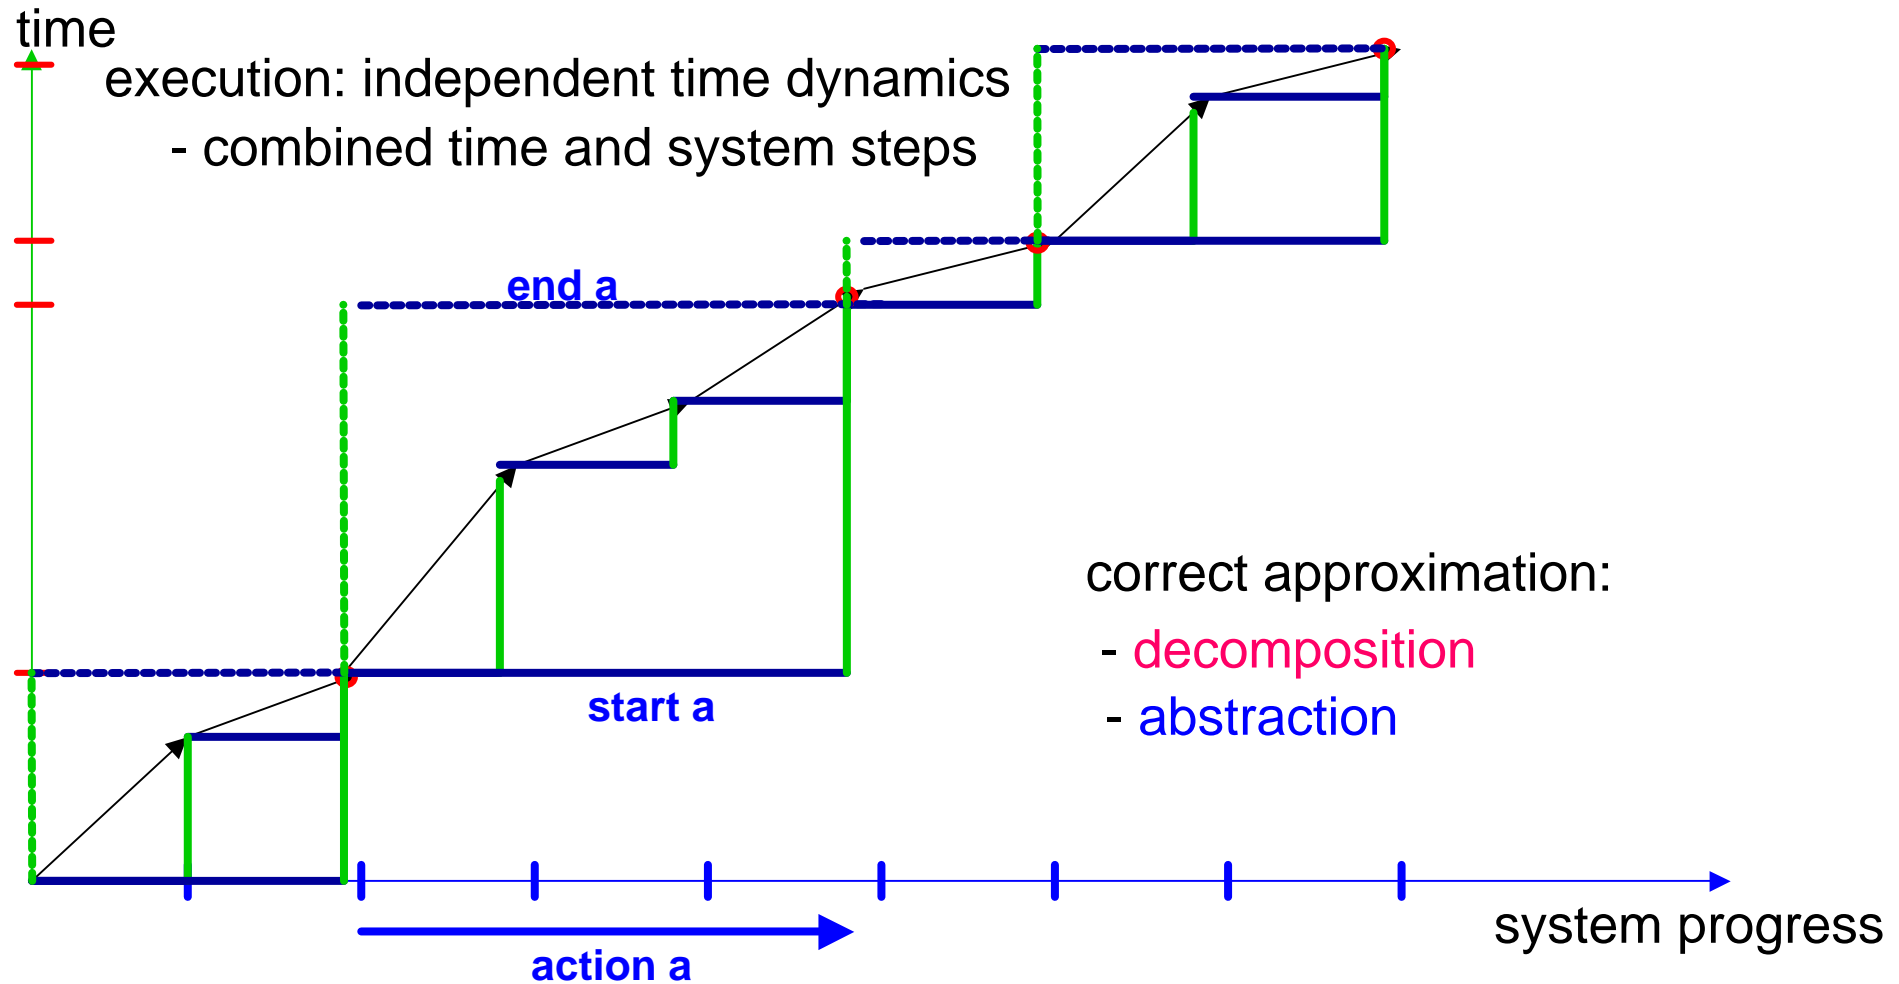 time
execution: independent time dynamics
- combined time and system steps
end a
start a
correct approximation:
- decomposition
- abstraction
system progress
action a